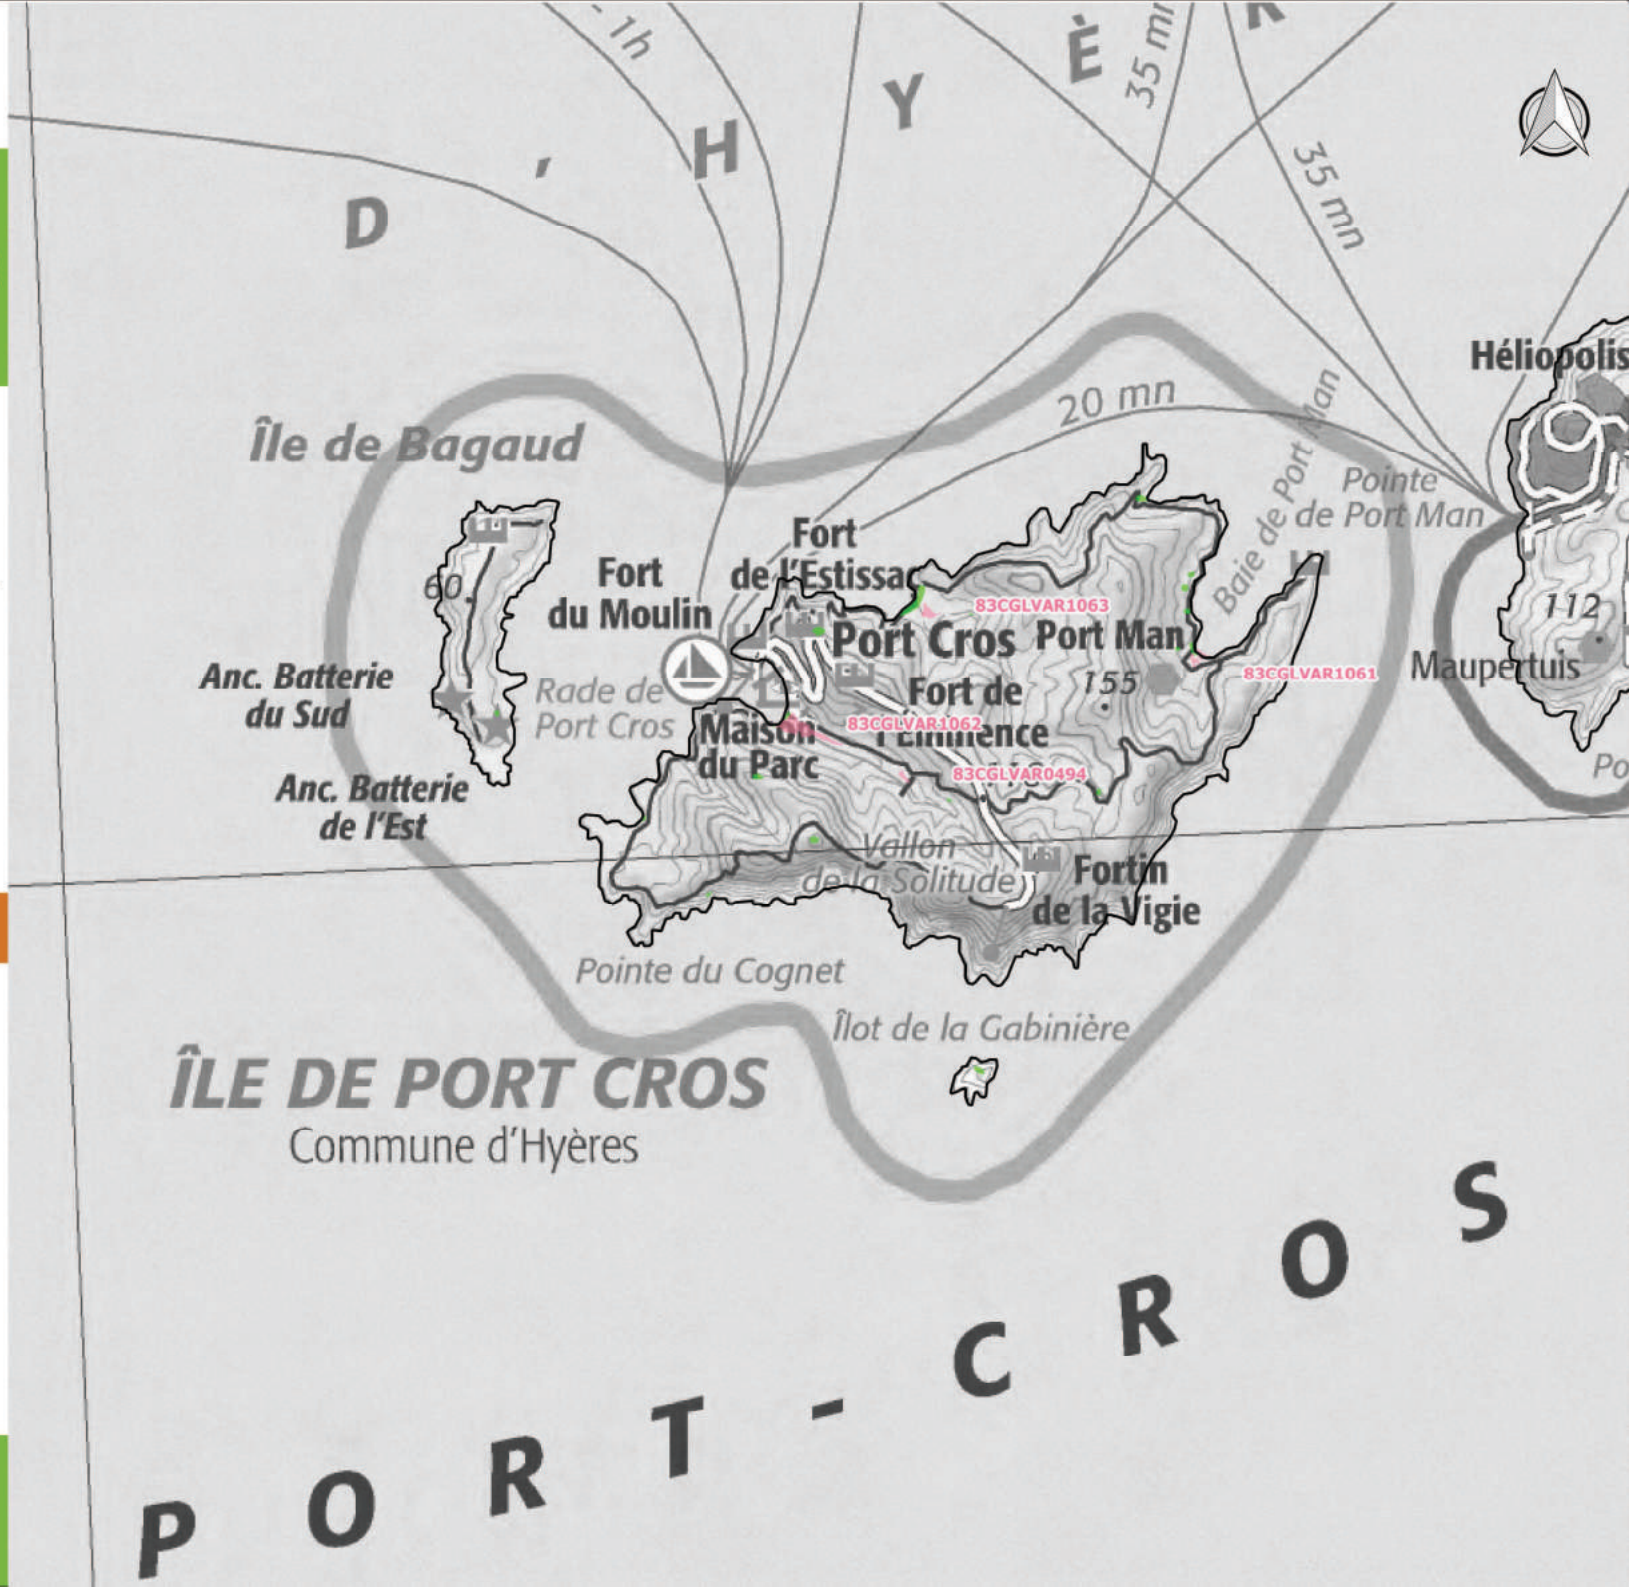 - 1h
35 mn
D ' H Y È R
35 mn
Héliopolis
20 mn
Île de Bagaud
Baie de Port Man
Pointe
de Port Man
Fort
de l'Estissac
Fort
du Moulin
60
83CGLVAR1063
112
Port Cros
Port Man
Maupertuis
83CGLVAR1061
Anc. Batterie
du Sud
Rade de
Port Cros
155
Fort de
l'Éminence
83CGLVAR1062
Maison
du Parc
83CGLVAR0494
Po
Anc. Batterie
de l'Est
Vallon
de la Solitude
Fortin
de la Vigie
Pointe du Cognet
Îlot de la Gabinière
ÎLE DE PORT CROS
Commune d'Hyères
PORT-CROS